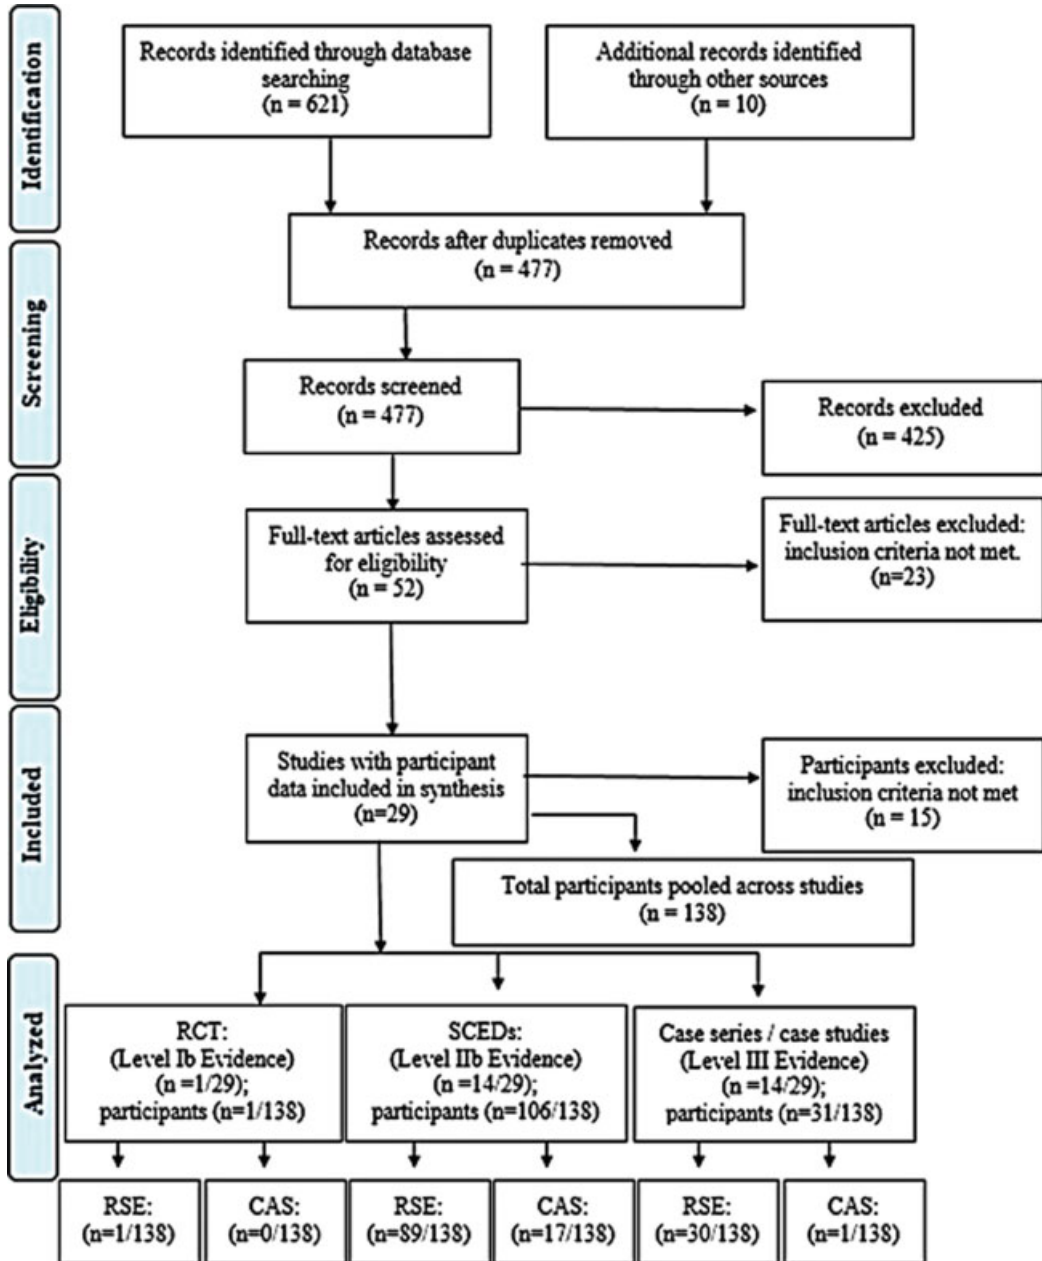 Identification
Records identified through database
searching
(n = 621)
Additional records identified
through other sources
(n = 10)
Records after duplicates removed
(n = 477)
Screening
Records screened
(n = 477)
Records excluded
(n = 425)
Eligibility
Full-text articles assessed
for eligibility
(n = 52)
Full-text articles excluded:
inclusion criteria not met.
(n=23)
Included
Studies with participant
data included in synthesis
(n=29)
Participants excluded:
inclusion criteria not met
(n = 15)
Total participants pooled across studies
(n = 138)
Analyzed
RCT:
(Level Ib Evidence)
(n =1/29);
participants (n=1/138)
SCEDs:
(Level IIb Evidence)
(n =14/29;
participants (n=106/138)
Case series / case studies
(Level III Evidence)
(n =14/29);
participants (n=31/138)
RSE:
(n=1/138)
CAS:
(n=0/138)
RSE:
(n=89/138)
CAS:
(n=17/138)
RSE:
(n=30/138)
CAS:
(n=1/138)